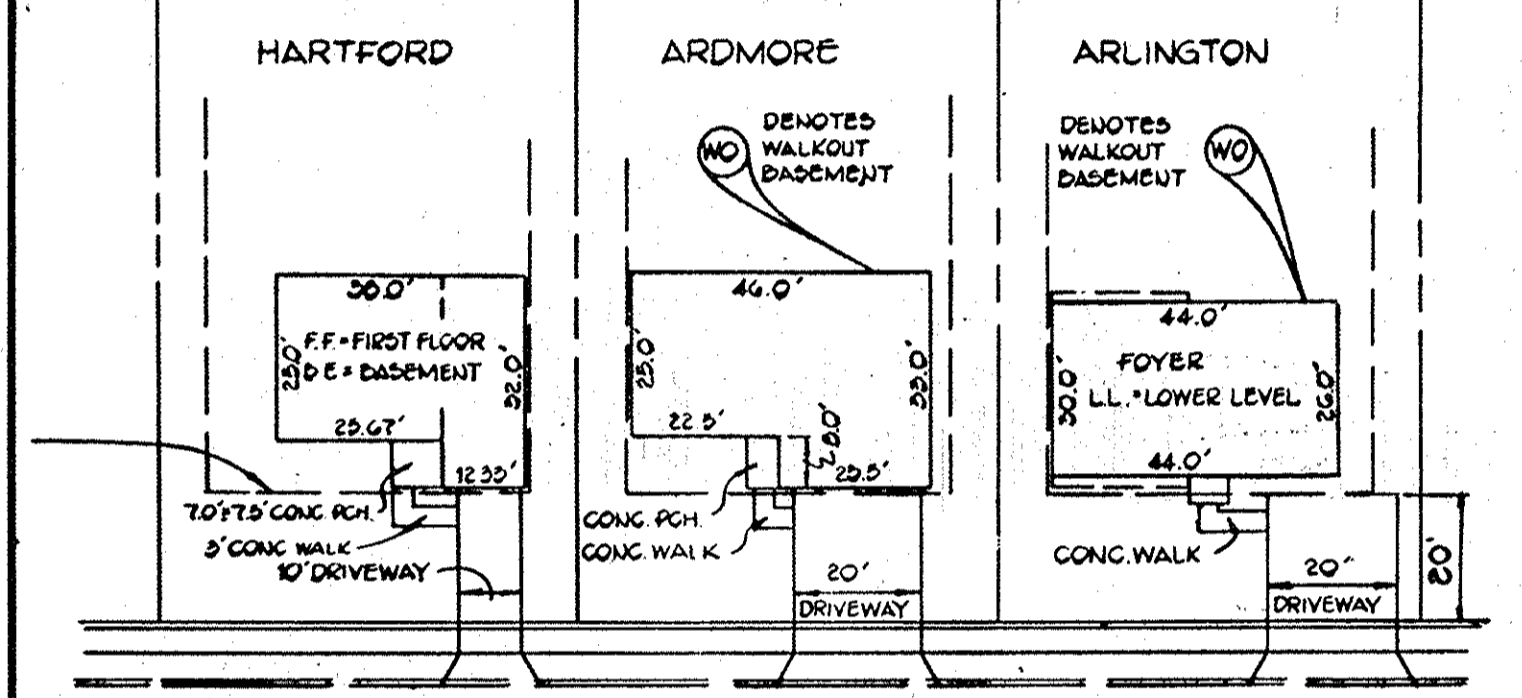 HARTFORD
ARDMORE
ARLINGTON
WO
DENOTES
WALKOUT
BASEMENT
DENOTES
WALKOUT
BASEMENT
WO
38.0'
F.F.=FIRST FLOOR
B E = BASEMENT
25.0'
32.0'
25.67'
12.33'
7.0'x7.5' CONC. PCH.
3' CONC WALK
10' DRIVEWAY
46.0'
25.0'
33.0'
22.5'
8.0'
23.5'
CONC. PCH.
CONC. WALK
20'
DRIVEWAY
44.0'
FOYER
L.L.=LOWER LEVEL
30.0'
26.0'
44.0'
CONC. WALK
20'
DRIVEWAY
20'